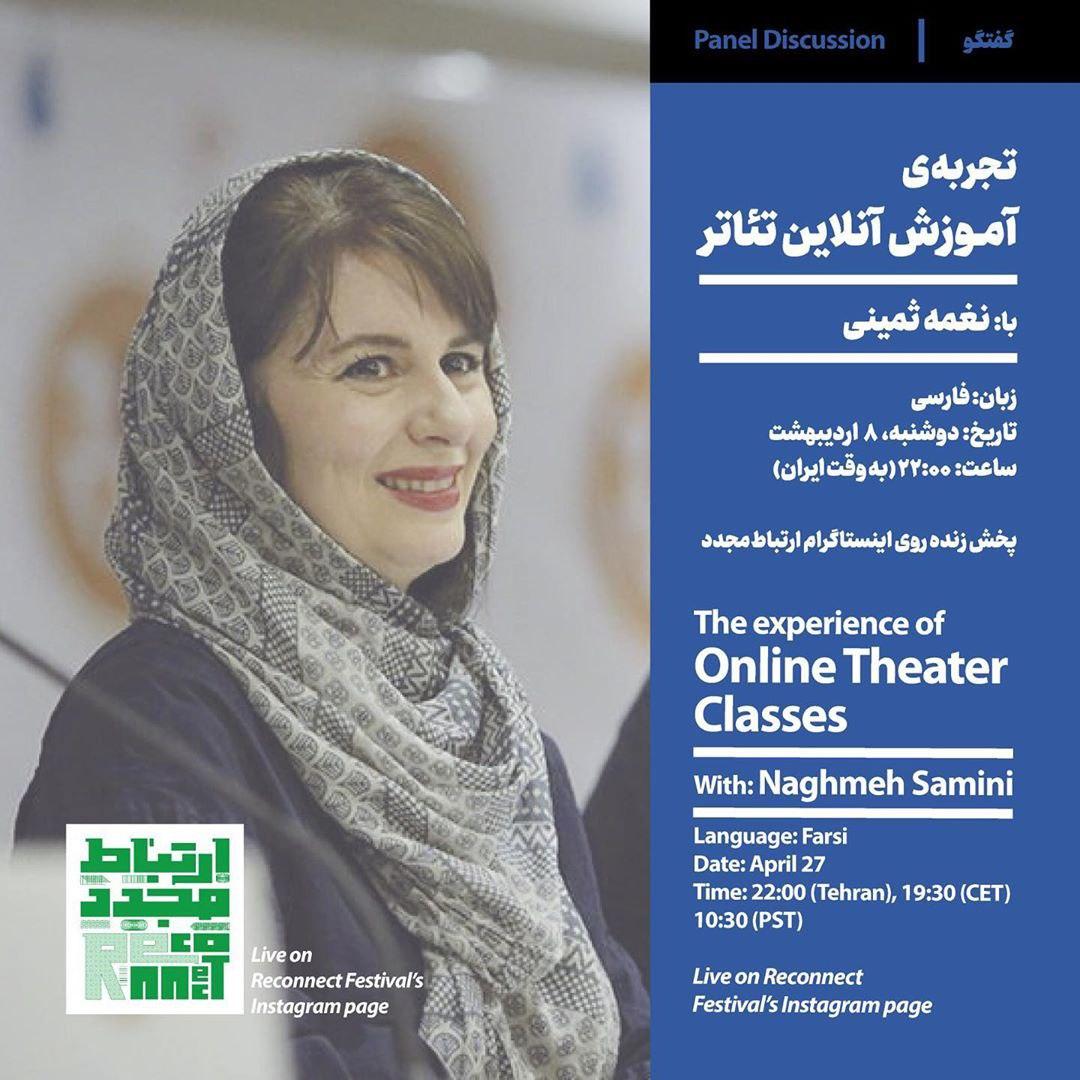 Panel Discussion | گفتگو
تجربه‌ی
آموزش آنلاین تئاتر
با: نغمه ثمینی
زبان: فارسی
تاریخ: دوشنبه، ۸ اردیبهشت
ساعت: ۲۲:۰۰ (به وقت ایران)
پخش زنده روی اینستاگرام ارتباط مجدد
The experience of
Online Theater
Classes
With: Naghmeh Samini
Language: Farsi
Date: April 27
Time: 22:00 (Tehran), 19:30 (CET)
10:30 (PST)
Live on Reconnect
Festival's Instagram page
ارتباط
مجدد
Reco
nnect
Live on
Reconnect Festival's
Instagram page